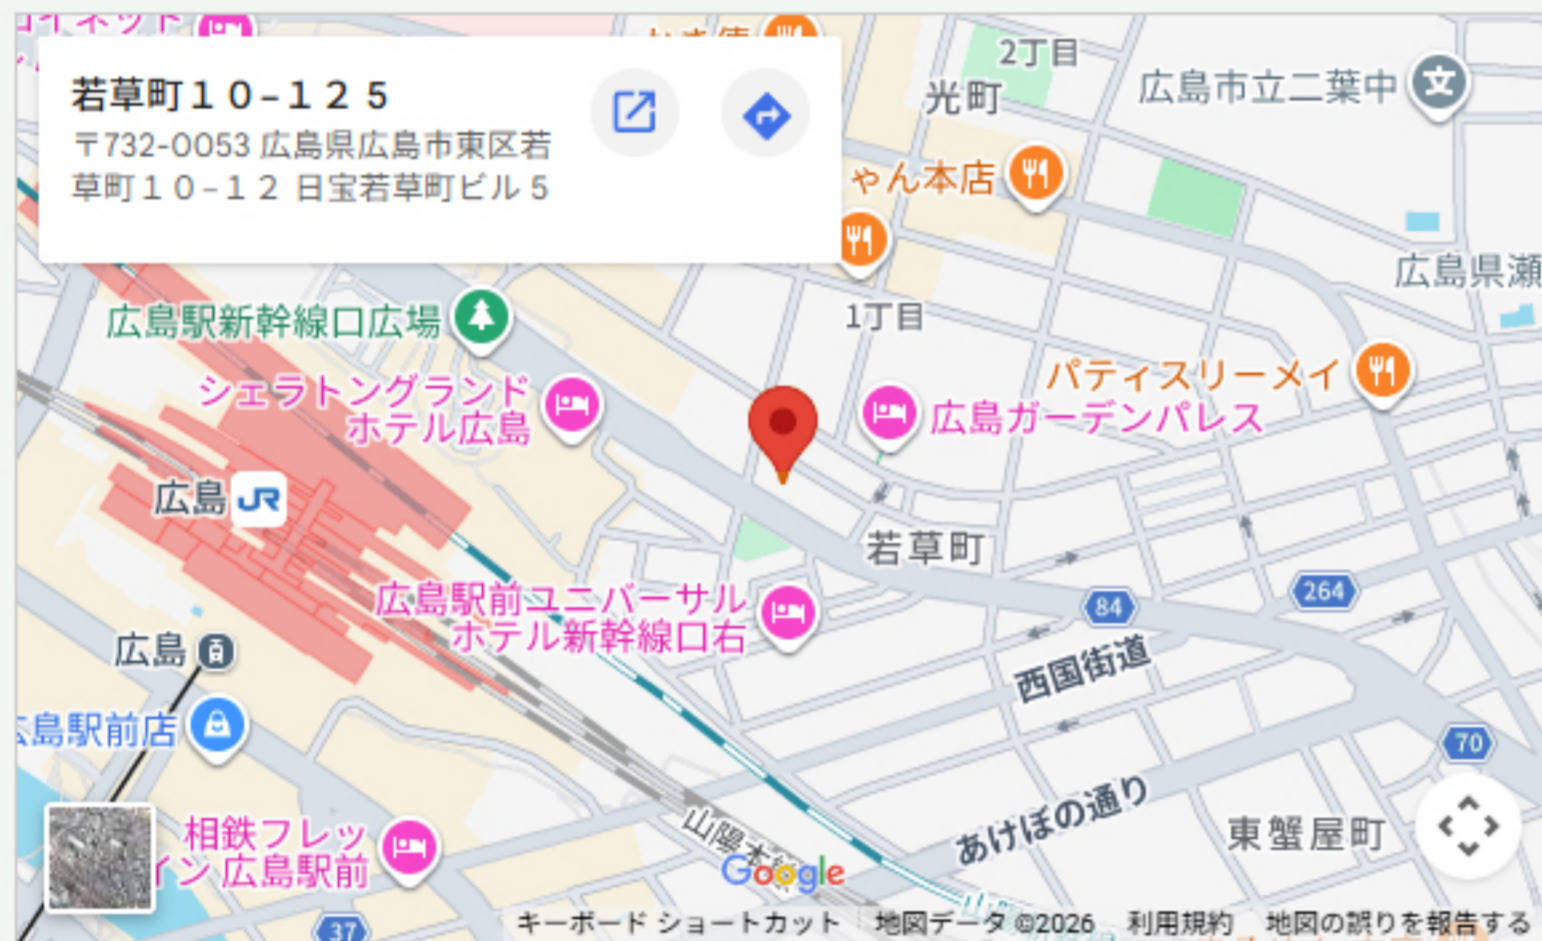 若草町１０−１２ ５
〒732-0053 広島県広島市東区若
草町１０−１２ 日宝若草町ビル 5
2丁目
光町
広島市立二葉中
ゃん本店
広島県瀬
広島駅新幹線口広場
1丁目
シェラトングランド
ホテル広島
パティスリーメイ
広島ガーデンパレス
広島
JR
若草町
広島駅前ユニバーサル
ホテル新幹線口右
84
264
広島
西国街道
島駅前店
70
あけぼの通り
相鉄フレッ
イン 広島駅前
山陽本線
東蟹屋町
Google
37
キーボード ショートカット
地図データ ©2026
利用規約
地図の誤りを報告する